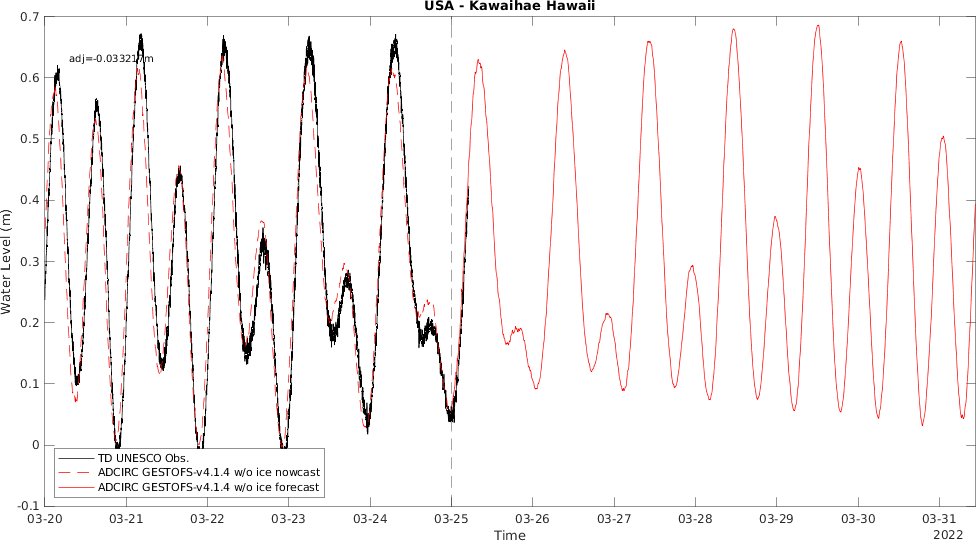 USA - Kawaihae Hawaii
0.7
adj=-0.033217m
0.6
0.5
0.4
0.3
0.2
0.1
0
-0.1
Water Level (m)
TD UNESCO Obs.
ADCIRC GESTOFS-v4.1.4 w/o ice nowcast
ADCIRC GESTOFS-v4.1.4 w/o ice forecast
03-20 03-21 03-22 03-23 03-24 03-25 03-26 03-27 03-28 03-29 03-30 03-31
Time
2022